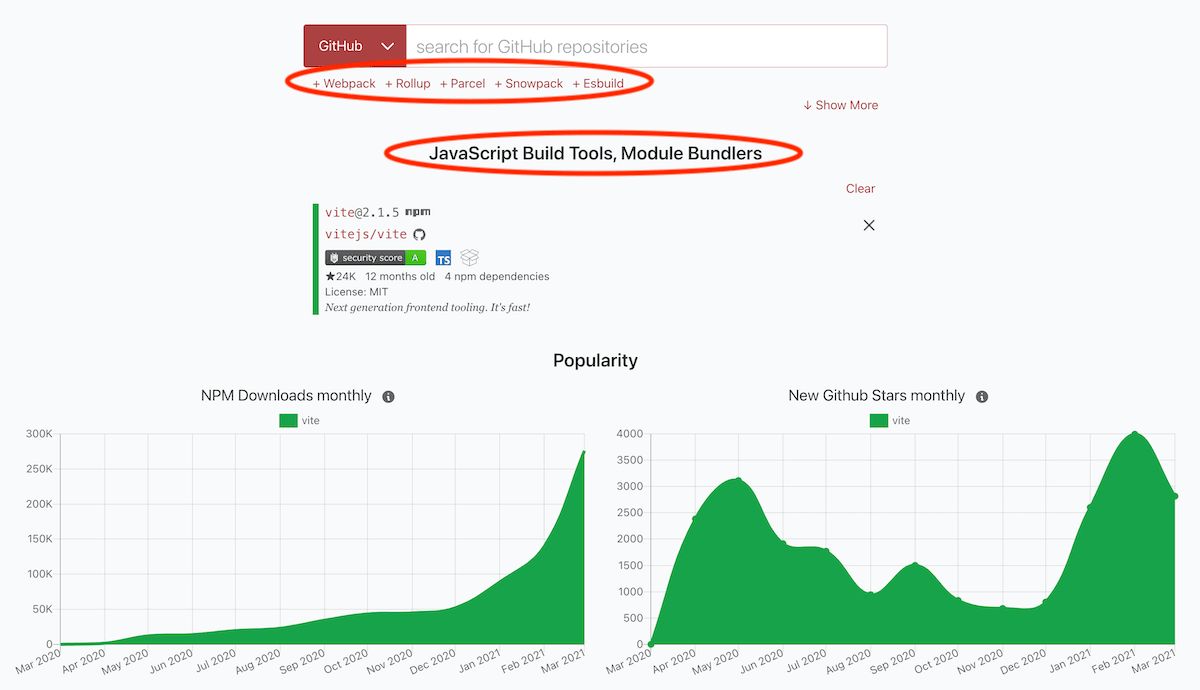 GitHub
search for GitHub repositories
+ Webpack + Rollup + Parcel + Snowpack + Esbuild
↓ Show More
JavaScript Build Tools, Module Bundlers
Clear
vite@2.1.5 npm
vitejs/vite
security score A TS
★24K 12 months old 4 npm dependencies
License: MIT
Next generation frontend tooling. It's fast!
Popularity
NPM Downloads monthly i
vite
300K
250K
200K
150K
100K
50K
0
Mar 2020 Apr 2020 May 2020 Jun 2020 Jul 2020 Aug 2020 Sep 2020 Oct 2020 Nov 2020 Dec 2020 Jan 2021 Feb 2021 Mar 2021
New Github Stars monthly i
vite
4000
3500
3000
2500
2000
1500
1000
500
0
Mar 2020 Apr 2020 May 2020 Jun 2020 Jul 2020 Aug 2020 Sep 2020 Oct 2020 Nov 2020 Dec 2020 Jan 2021 Feb 2021 Mar 2021